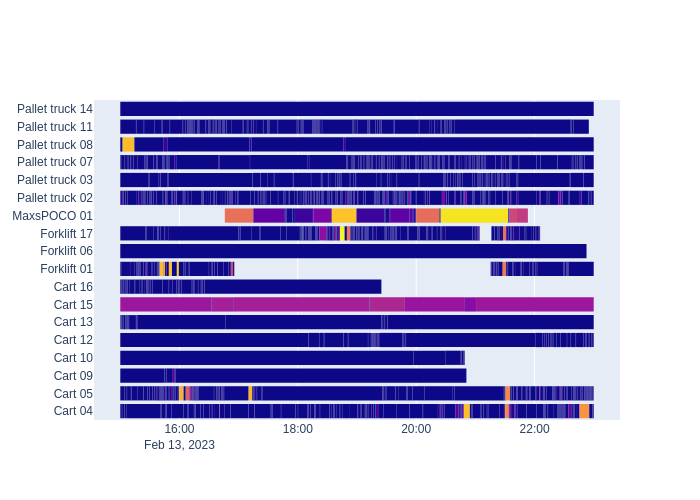 Pallet truck 14
Pallet truck 11
Pallet truck 08
Pallet truck 07
Pallet truck 03
Pallet truck 02
MaxsPOCO 01
Forklift 17
Forklift 06
Forklift 01
Cart 16
Cart 15
Cart 13
Cart 12
Cart 10
Cart 09
Cart 05
Cart 04
16:00 18:00 20:00 22:00
Feb 13, 2023